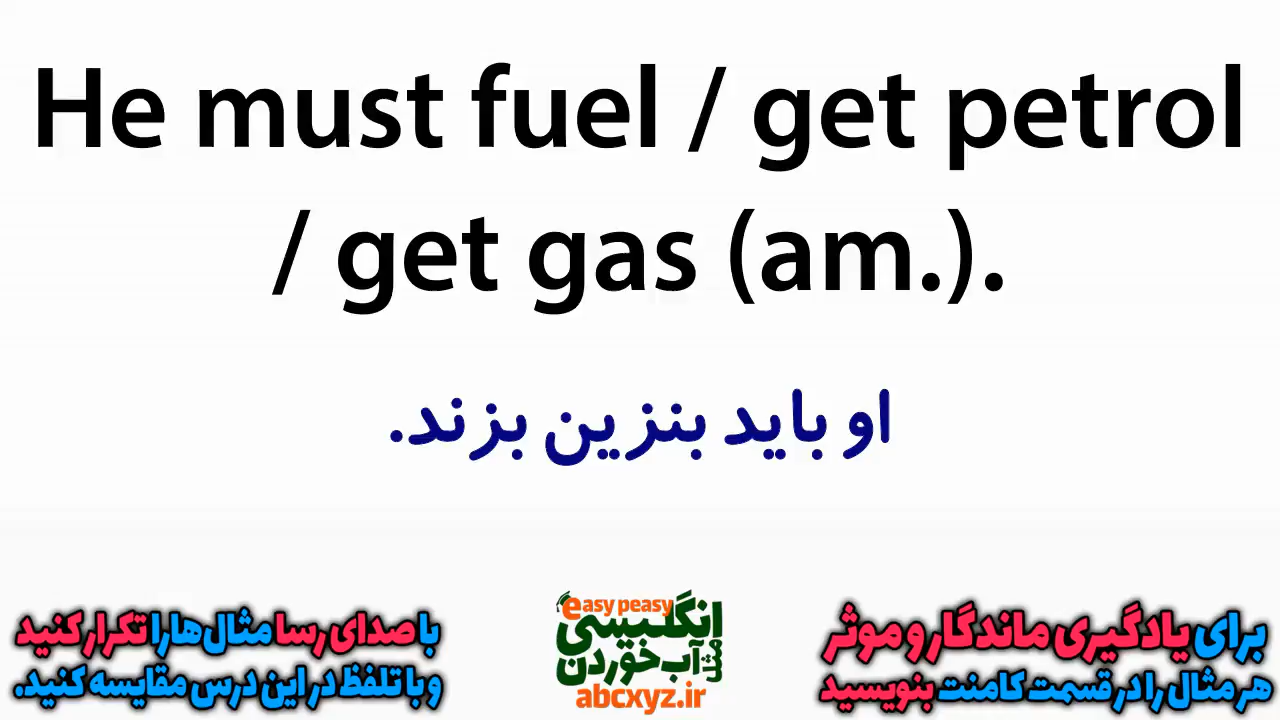 He must fuel / get petrol
/ get gas (am.).
او باید بنزین بزند.
برای یادگیری ماندگار و موثر
هر مثال را در قسمت کامنت بنویسید
easy peasy
انگلیسی
مثل آب خوردن
abcxyz.ir
با صدای رسا مثال‌ها را تکرار کنید
و با تلفظ در این درس مقایسه کنید.